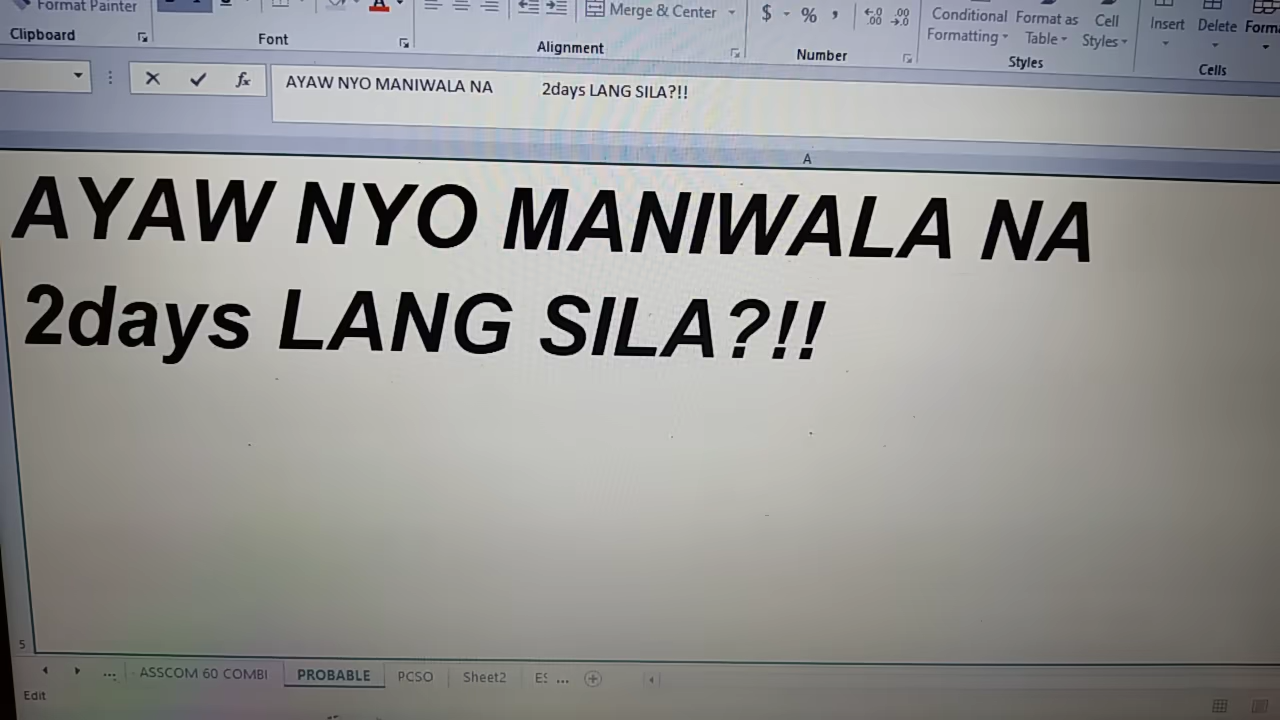 Format Painter
Merge & Center
$ % ,
Conditional Formatting
Format as Table
Cell Styles
Insert
Delete
Clipboard
Font
Alignment
Number
Styles
Cells
fx
AYAW NYO MANIWALA NA 2days LANG SILA?!!
A
AYAW NYO MANIWALA NA
2days LANG SILA?!!
5
... ASSCOM 60 COMBI PROBABLE PCSO Sheet2 ...
Edit